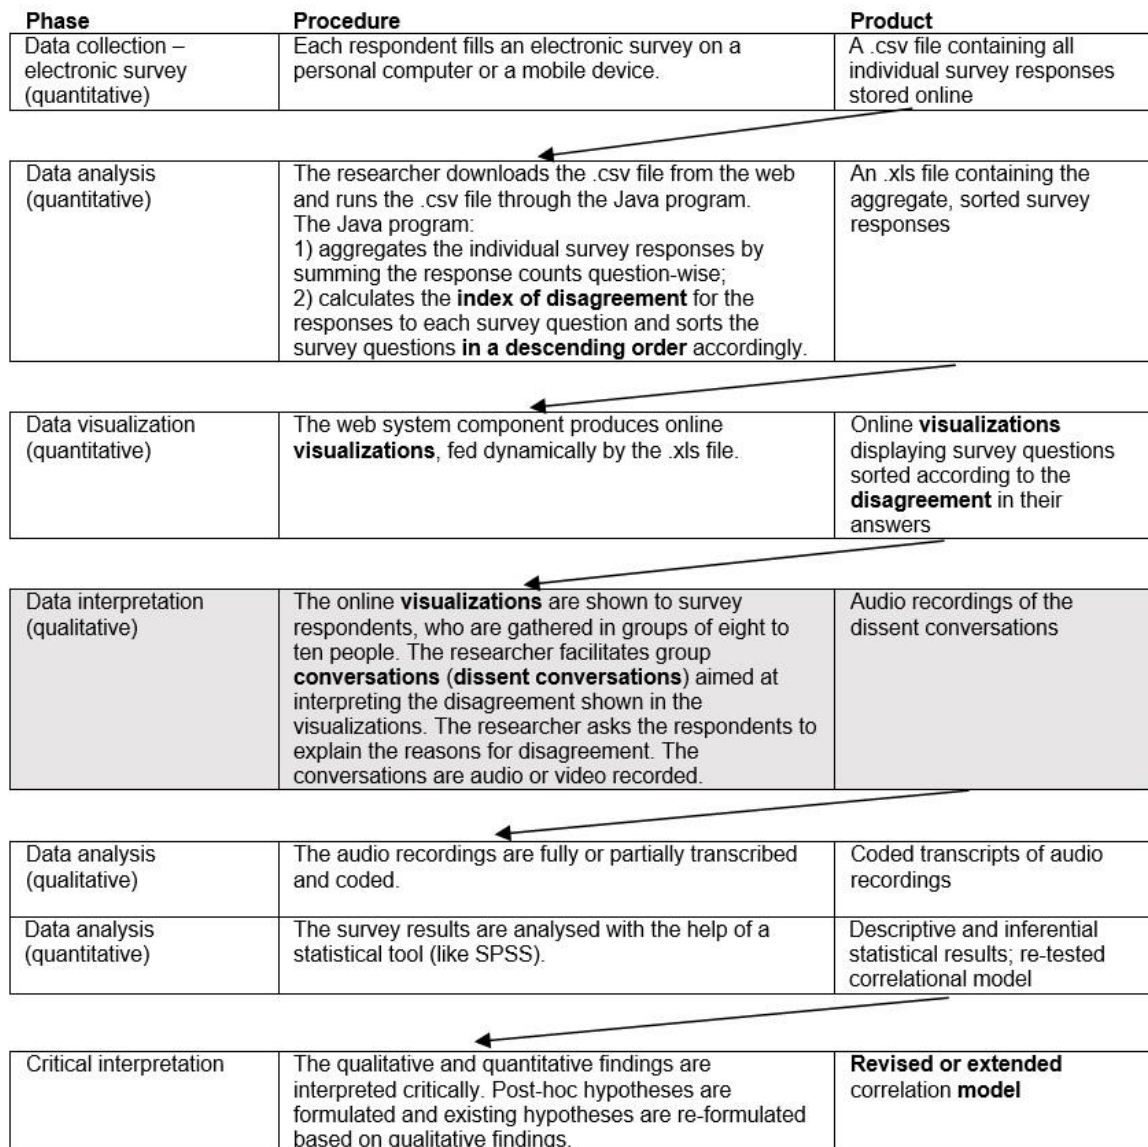 Phase Procedure Product
Data collection –
electronic survey
(quantitative)
Each respondent fills an electronic survey on a
personal computer or a mobile device.
A .csv file containing all
individual survey responses
stored online
Data analysis
(quantitative)
The researcher downloads the .csv file from the web
and runs the .csv file through the Java program.
The Java program:
1) aggregates the individual survey responses by
summing the response counts question-wise;
2) calculates the index of disagreement for the
responses to each survey question and sorts the
survey questions in a descending order accordingly.
An .xls file containing the
aggregate, sorted survey
responses
Data visualization
(quantitative)
The web system component produces online
visualizations, fed dynamically by the .xls file.
Online visualizations
displaying survey questions
sorted according to the
disagreement in their
answers
Data interpretation
(qualitative)
The online visualizations are shown to survey
respondents, who are gathered in groups of eight to
ten people. The researcher facilitates group
conversations (dissent conversations) aimed at
interpreting the disagreement shown in the
visualizations. The researcher asks the respondents to
explain the reasons for disagreement. The
conversations are audio or video recorded.
Audio recordings of the
dissent conversations
Data analysis
(qualitative)
The audio recordings are fully or partially transcribed
and coded.
Coded transcripts of audio
recordings
Data analysis
(quantitative)
The survey results are analysed with the help of a
statistical tool (like SPSS).
Descriptive and inferential
statistical results; re-tested
correlational model
Critical interpretation
The qualitative and quantitative findings are
interpreted critically. Post-hoc hypotheses are
formulated and existing hypotheses are re-formulated
based on qualitative findings.
Revised or extended
correlation model